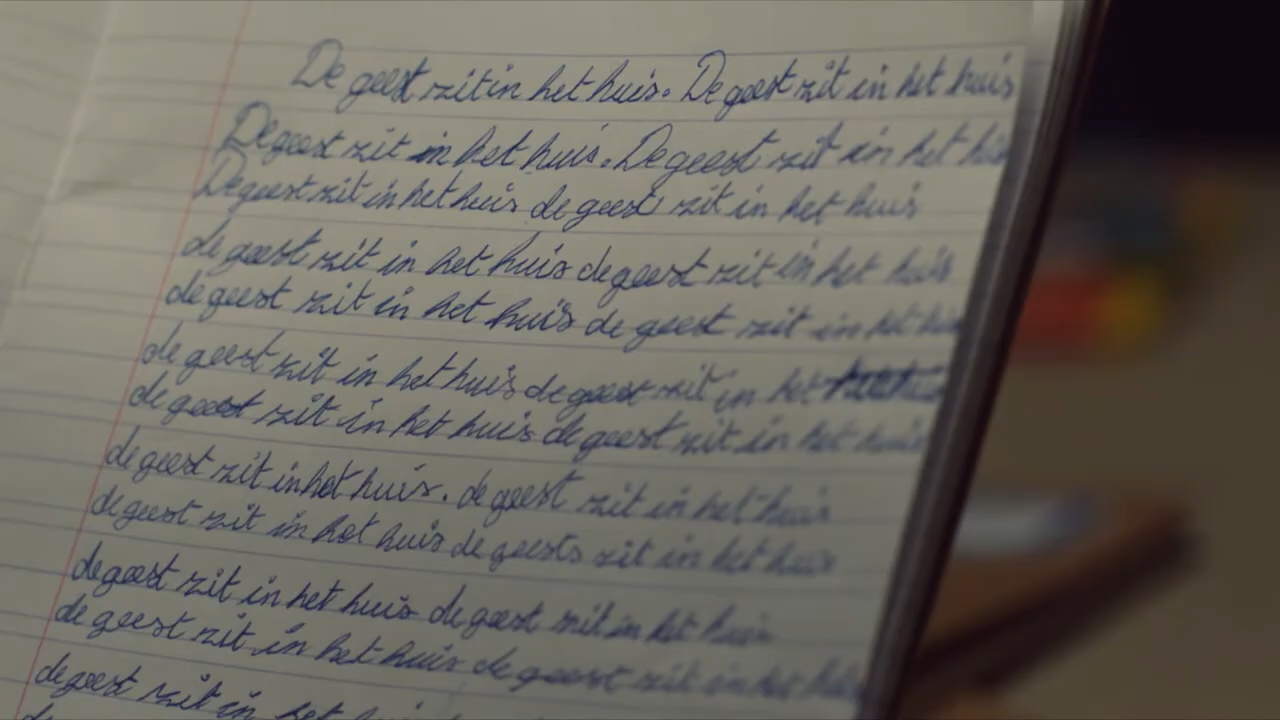 De geest zit in het huis. De geest zit in het huis
De geest zit in het huis. De geest zit in het
De geest zit in het huis de geest zit in het huis
de geest zit in het huis de geest zit in het huis
de geest zit in het huis de geest zit in het huis
de geest zit in het huis de geest zit in het
de geest zit in het huis de geest zit in het huis
de geest zit in het huis. de geest zit in het huis
de geest zit in het huis de geests zit in het huis
de geest zit in het huis de geest zit in het huis
de geest zit in het huis de geest zit in het huis
de geest zit in het huis